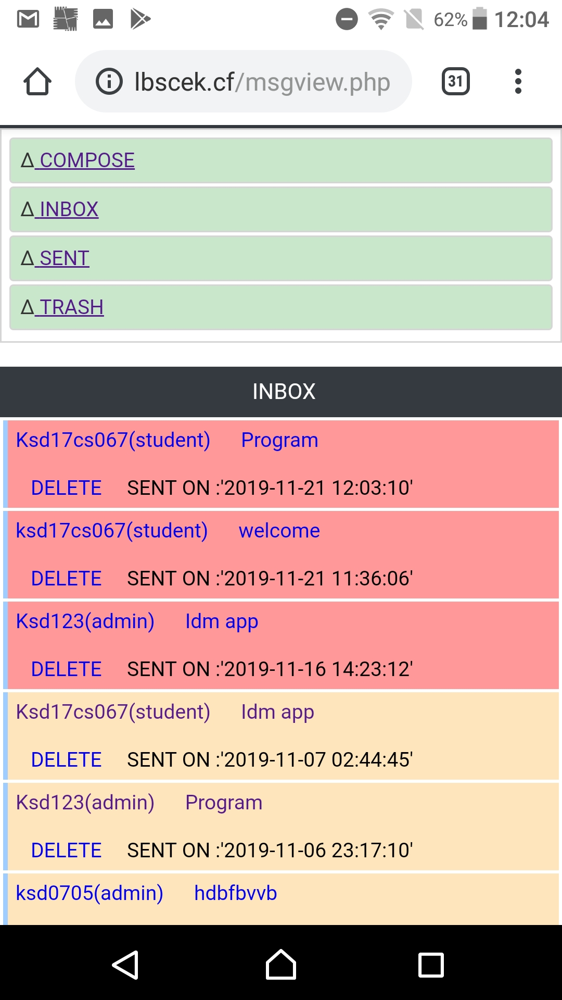 62% 12:04
lbscek.cf/msgview.php 31
Δ COMPOSE
Δ INBOX
Δ SENT
Δ TRASH
INBOX
Ksd17cs067(student) Program
DELETE SENT ON :'2019-11-21 12:03:10'
ksd17cs067(student) welcome
DELETE SENT ON :'2019-11-21 11:36:06'
Ksd123(admin) Idm app
DELETE SENT ON :'2019-11-16 14:23:12'
Ksd17cs067(student) Idm app
DELETE SENT ON :'2019-11-07 02:44:45'
Ksd123(admin) Program
DELETE SENT ON :'2019-11-06 23:17:10'
ksd0705(admin) hdbfbvvb